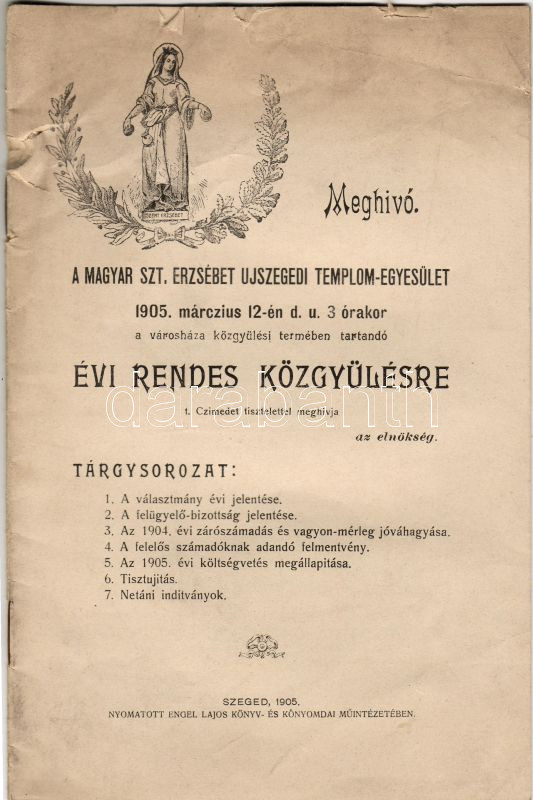 SZENT ERZSÉBET
Meghivó.
A MAGYAR SZT. ERZSÉBET UJSZEGEDI TEMPLOM-EGYESÜLET
1905. márczius 12-én d. u. 3 órakor
a városháza közgyülési termében tartandó
ÉVI RENDES KÖZGYÜLÉSRE
t. Czimedet tisztelettel meghivja
az elnökség.
TÁRGYSOROZAT:
1. A választmány évi jelentése.
2. A felügyelő-bizottság jelentése.
3. Az 1904. évi zárószámadás és vagyon-mérleg jóváhagyása.
4. A felelős számadóknak adandó felmentvény.
5. Az 1905. évi költségvetés megállapitása.
6. Tisztujitás.
7. Netáni inditványok.
SZEGED, 1905.
NYOMATOTT ENGEL LAJOS KÖNYV- ÉS KŐNYOMDAI MŰINTÉZETÉBEN.
darabanth